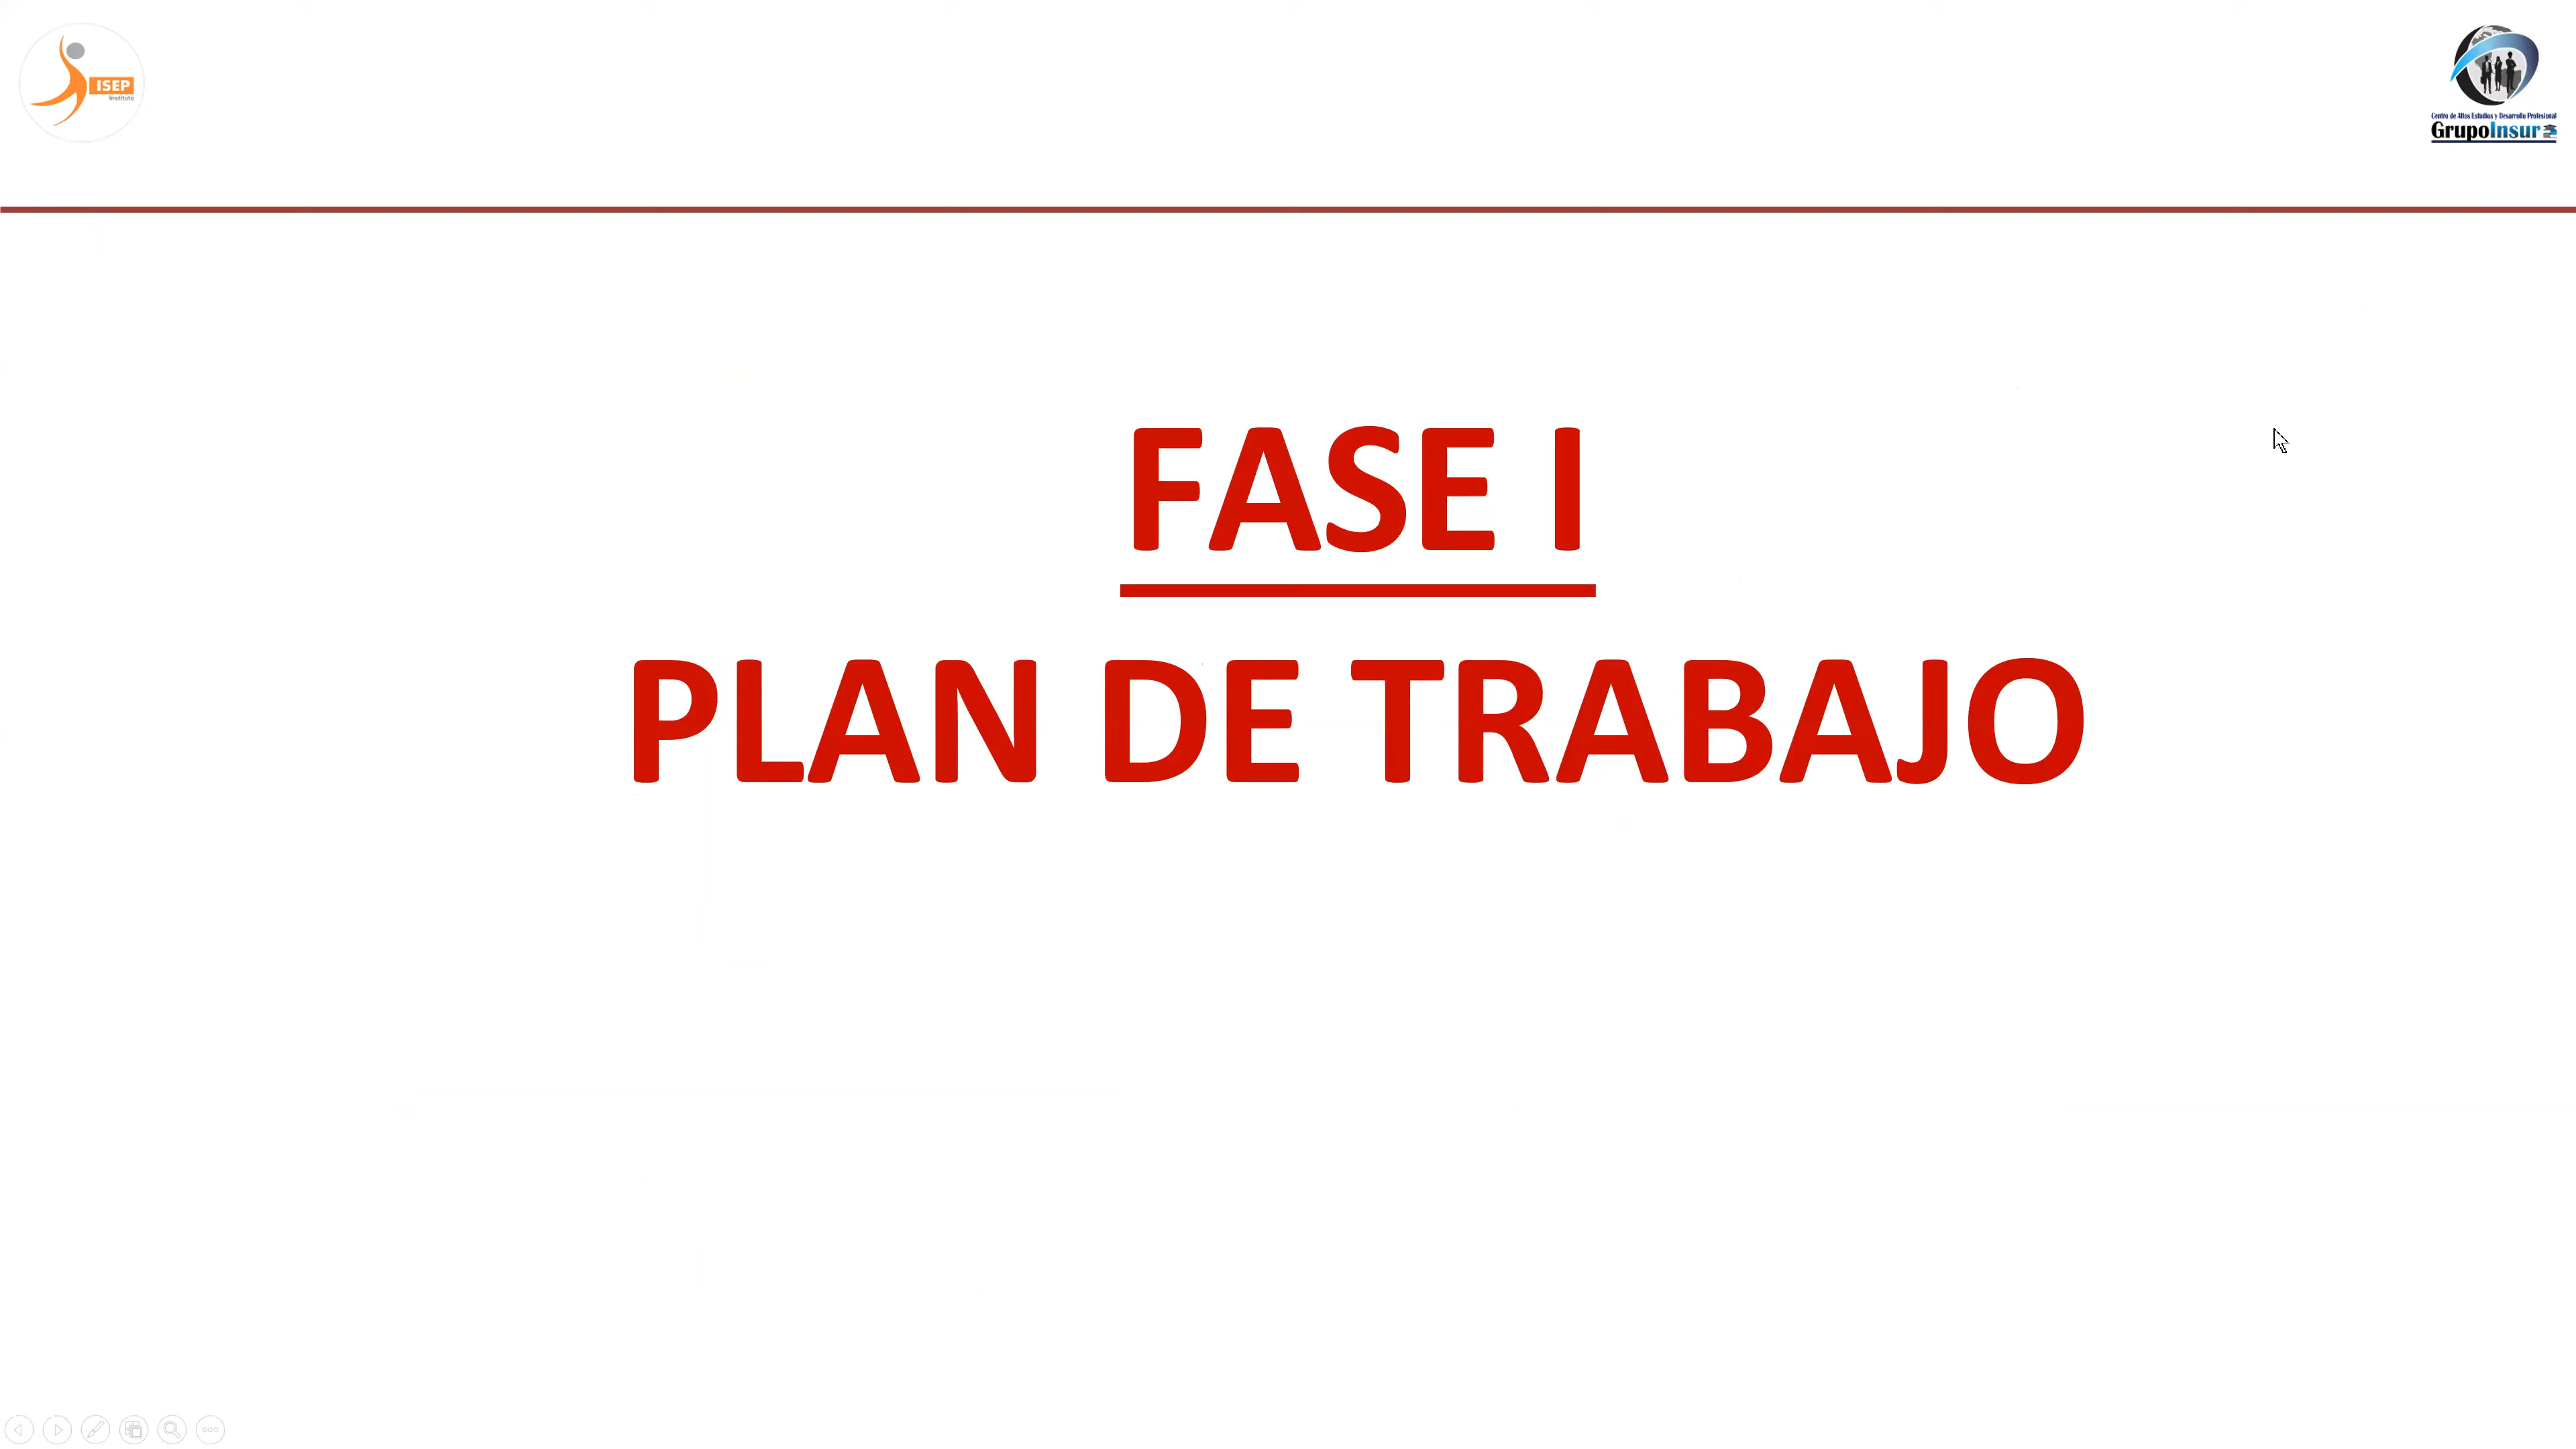 ISEP
Instituto
Centro de Altos Estudios y Desarrollo Profesional
GrupoInsur
FASE I
PLAN DE TRABAJO